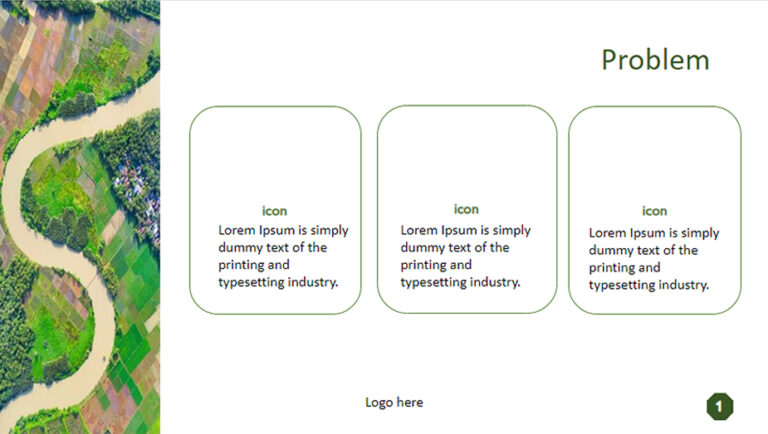 Problem
icon
Lorem Ipsum is simply
dummy text of the
printing and
typesetting industry.
icon
Lorem Ipsum is simply
dummy text of the
printing and
typesetting industry.
icon
Lorem Ipsum is simply
dummy text of the
printing and
typesetting industry.
Logo here
1